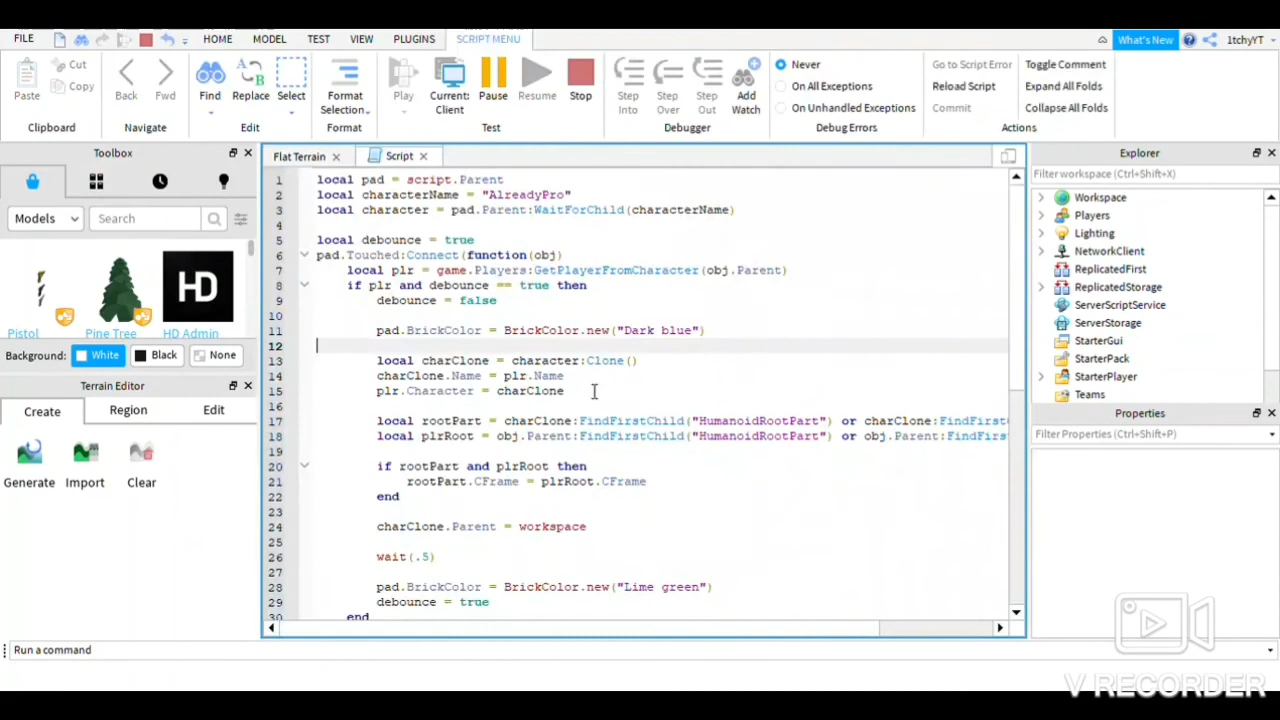 FILE HOME MODEL TEST VIEW PLUGINS SCRIPT MENU What's New 1tchyYT
Paste Cut Copy Back Fwd Find Replace Select Format Selection Play Current: Client Pause Resume Stop Step Into Step Over Step Out Add Watch
Never
On All Exceptions
On Unhandled Exceptions
Go to Script Error
Reload Script
Commit
Toggle Comment
Expand All Folds
Collapse All Folds
Clipboard Navigate Edit Format Test Debugger Debug Errors Actions
Toolbox
Models Search
HD
Pistol Pine Tree HD Admin
Background: White Black None
Terrain Editor
Create Region Edit
Generate Import Clear
Flat Terrain Script
1 local pad = script.Parent
2 local characterName = "AlreadyPro"
3 local character = pad.Parent:WaitForChild(characterName)
4
5 local debounce = true
6 pad.Touched:Connect(function(obj)
7 local plr = game.Players:GetPlayerFromCharacter(obj.Parent)
8 if plr and debounce == true then
9 debounce = false
10
11 pad.BrickColor = BrickColor.new("Dark blue")
12
13 local charClone = character:Clone()
14 charClone.Name = plr.Name
15 plr.Character = charClone
16
17 local rootPart = charClone:FindFirstChild("HumanoidRootPart") or charClone:FindFirst
18 local plrRoot = obj.Parent:FindFirstChild("HumanoidRootPart") or obj.Parent:FindFirs
19
20 if rootPart and plrRoot then
21 rootPart.CFrame = plrRoot.CFrame
22 end
23
24 charClone.Parent = workspace
25
26 wait(.5)
27
28 pad.BrickColor = BrickColor.new("Lime green")
29 debounce = true
30 end
Explorer
Filter workspace (Ctrl+Shift+X)
Workspace
Players
Lighting
NetworkClient
ReplicatedFirst
ReplicatedStorage
ServerScriptService
ServerStorage
StarterGui
StarterPack
StarterPlayer
Teams
Properties
Filter Properties (Ctrl+Shift+P)
Run a command
V RECORDER